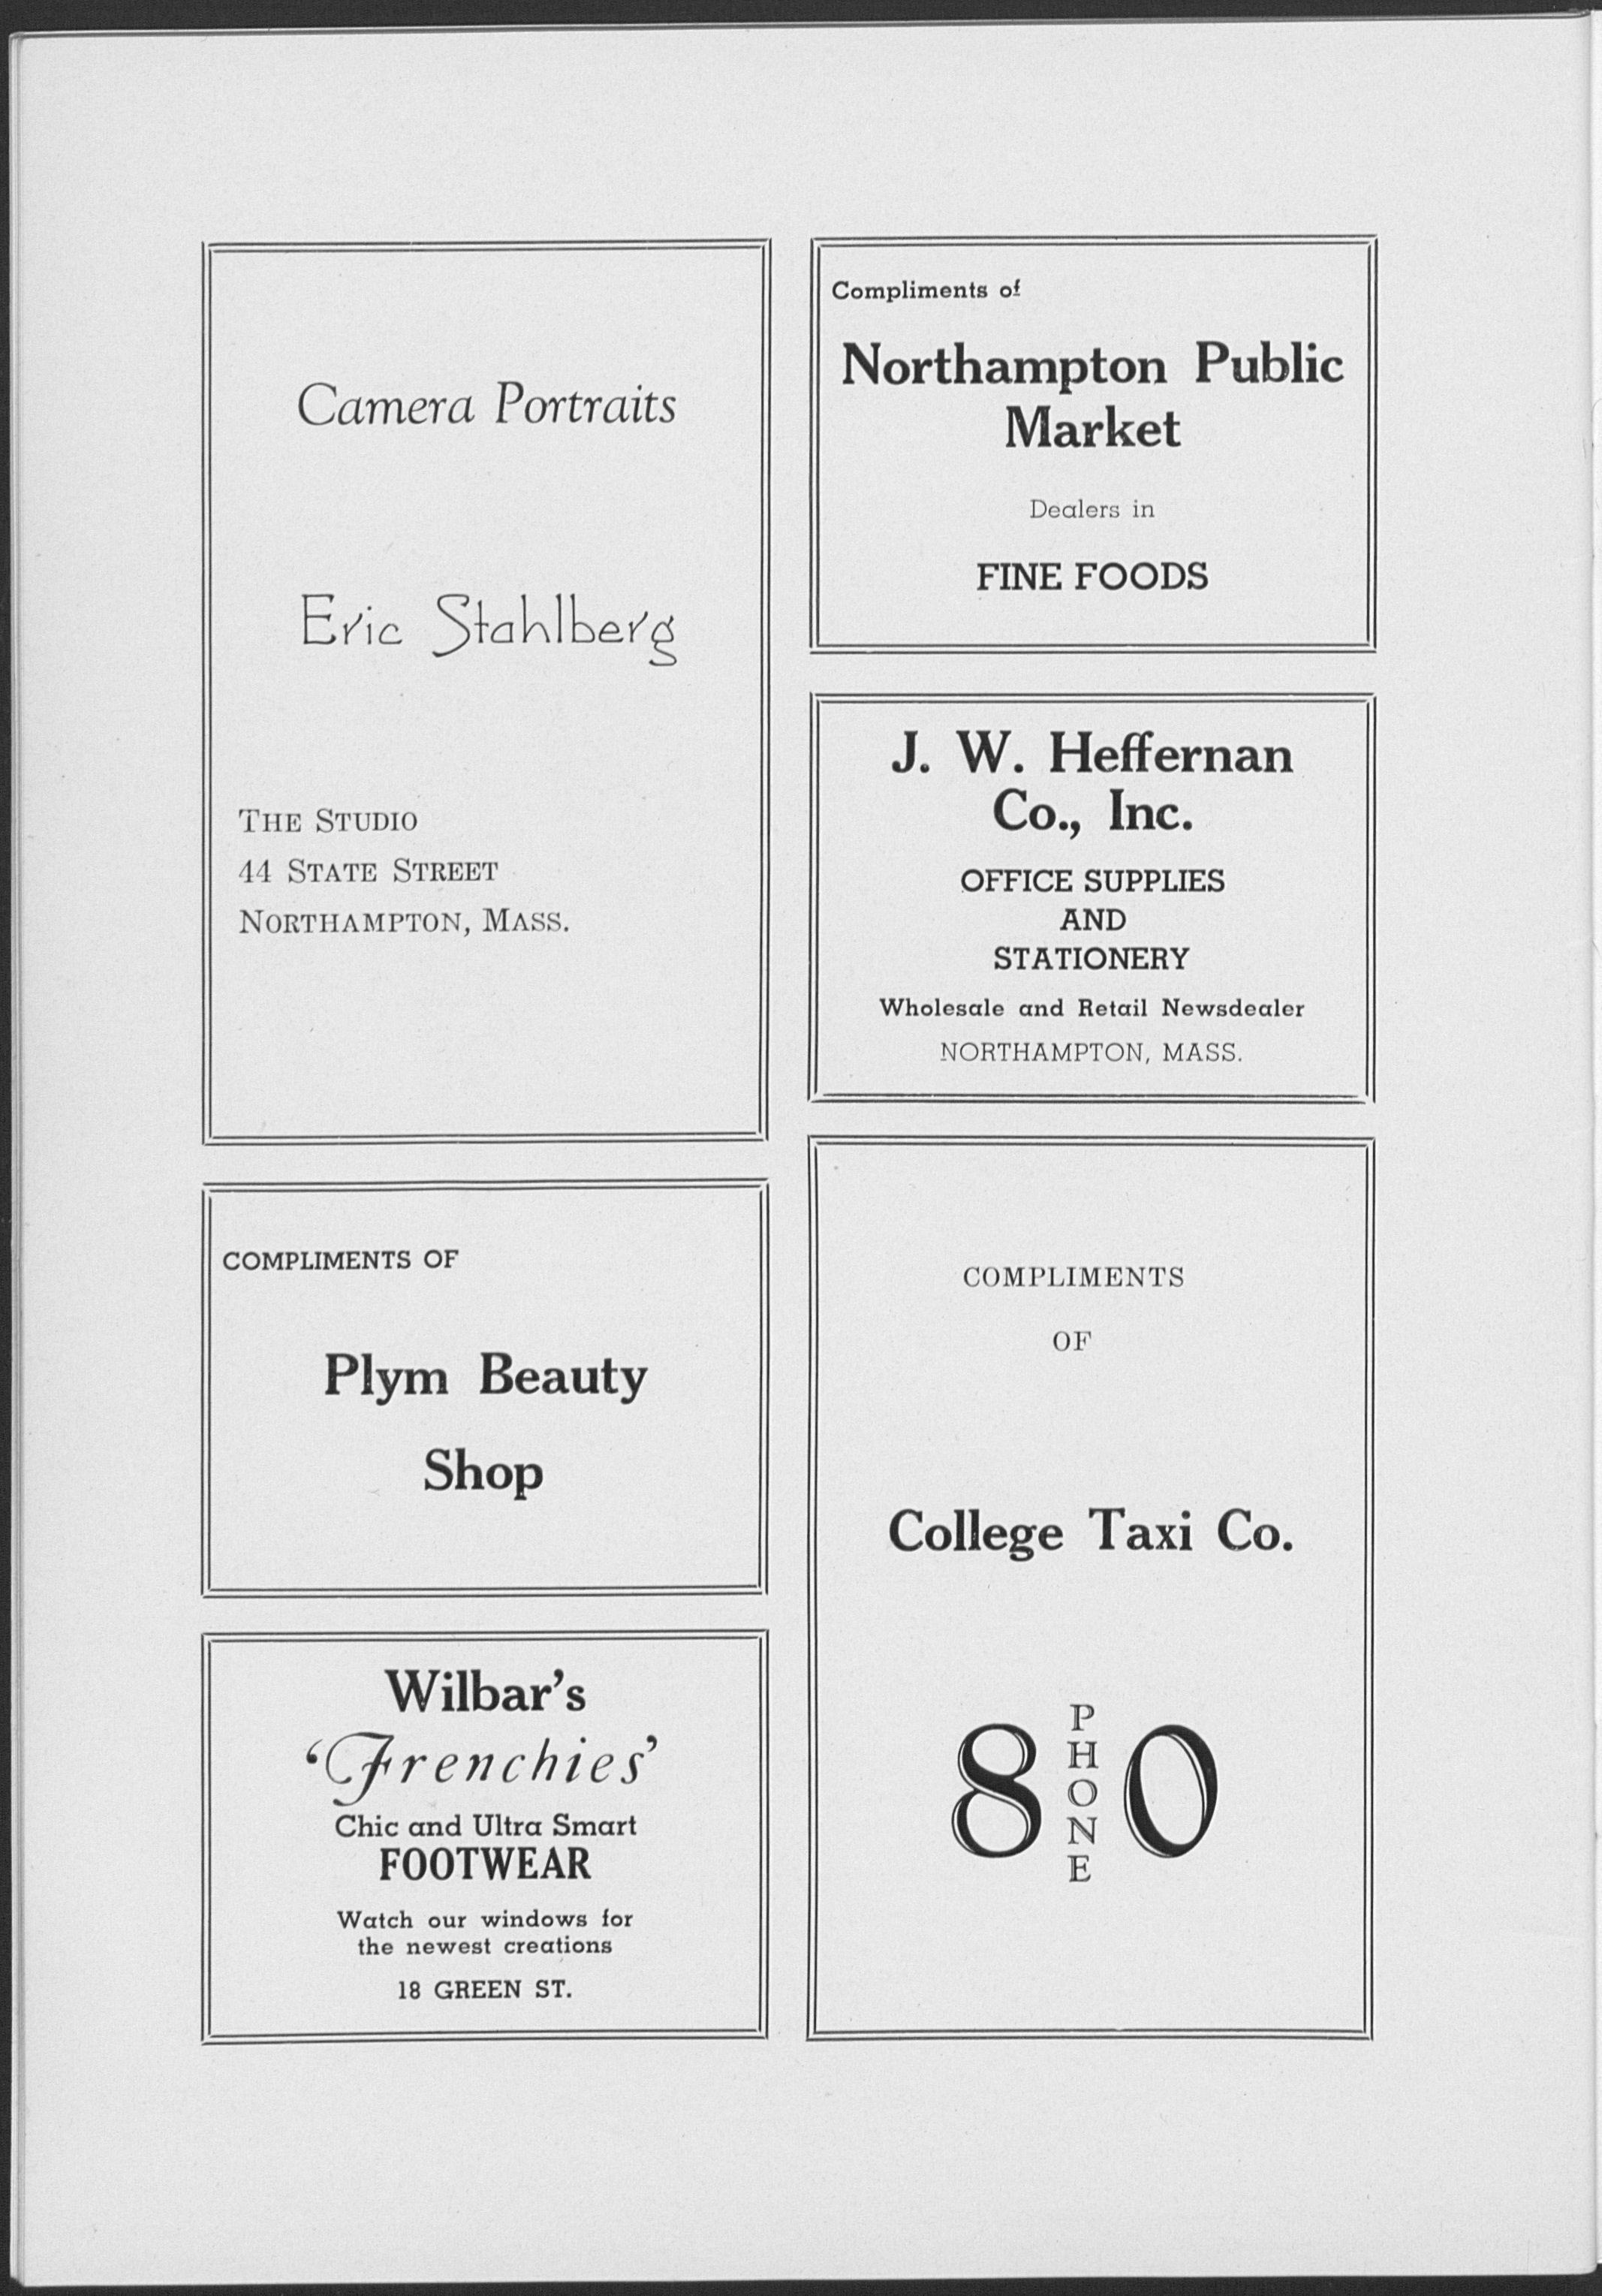 Camera Portraits
Eric Stahlberg
THE STUDIO
44 STATE STREET
NORTHAMPTON, MASS.
COMPLIMENTS OF
Plym Beauty
Shop
Wilbar's
'Frenchies'
Chic and Ultra Smart
FOOTWEAR
Watch our windows for
the newest creations
18 GREEN ST.
Compliments of
Northampton Public
Market
Dealers in
FINE FOODS
J. W. Heffernan
Co., Inc.
OFFICE SUPPLIES
AND
STATIONERY
Wholesale and Retail Newsdealer
NORTHAMPTON, MASS.
COMPLIMENTS
OF
College Taxi Co.
8 PHONE 0